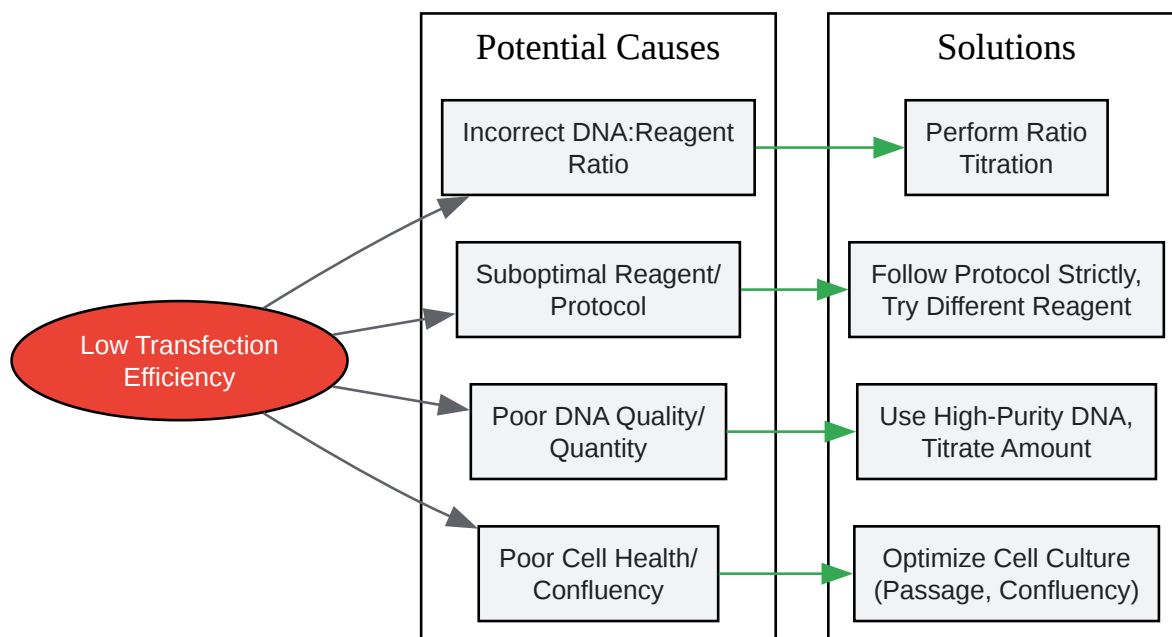 Potential Causes
Solutions
Incorrect DNA:Reagent
Ratio
Perform Ratio
Titration
Suboptimal Reagent/
Protocol
Follow Protocol Strictly,
Try Different Reagent
Low Transfection
Efficiency
Poor DNA Quality/
Quantity
Use High-Purity DNA,
Titrate Amount
Poor Cell Health/
Confluency
Optimize Cell Culture
(Passage, Confluency)